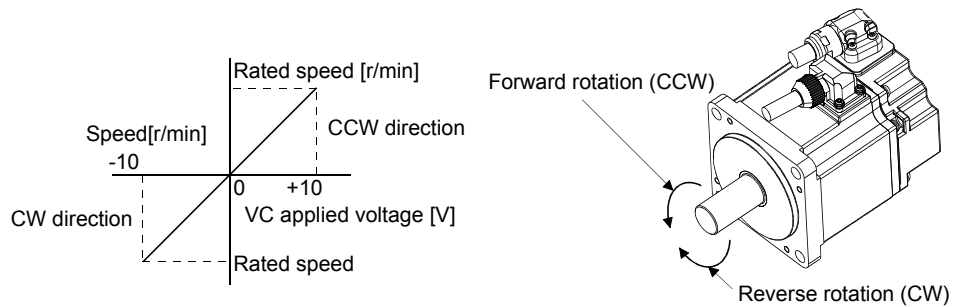 Rated speed [r/min]
Speed[r/min]
CCW direction
-10
0
+10
CW direction
VC applied voltage [V]
Rated speed
Forward rotation (CCW)
Reverse rotation (CW)